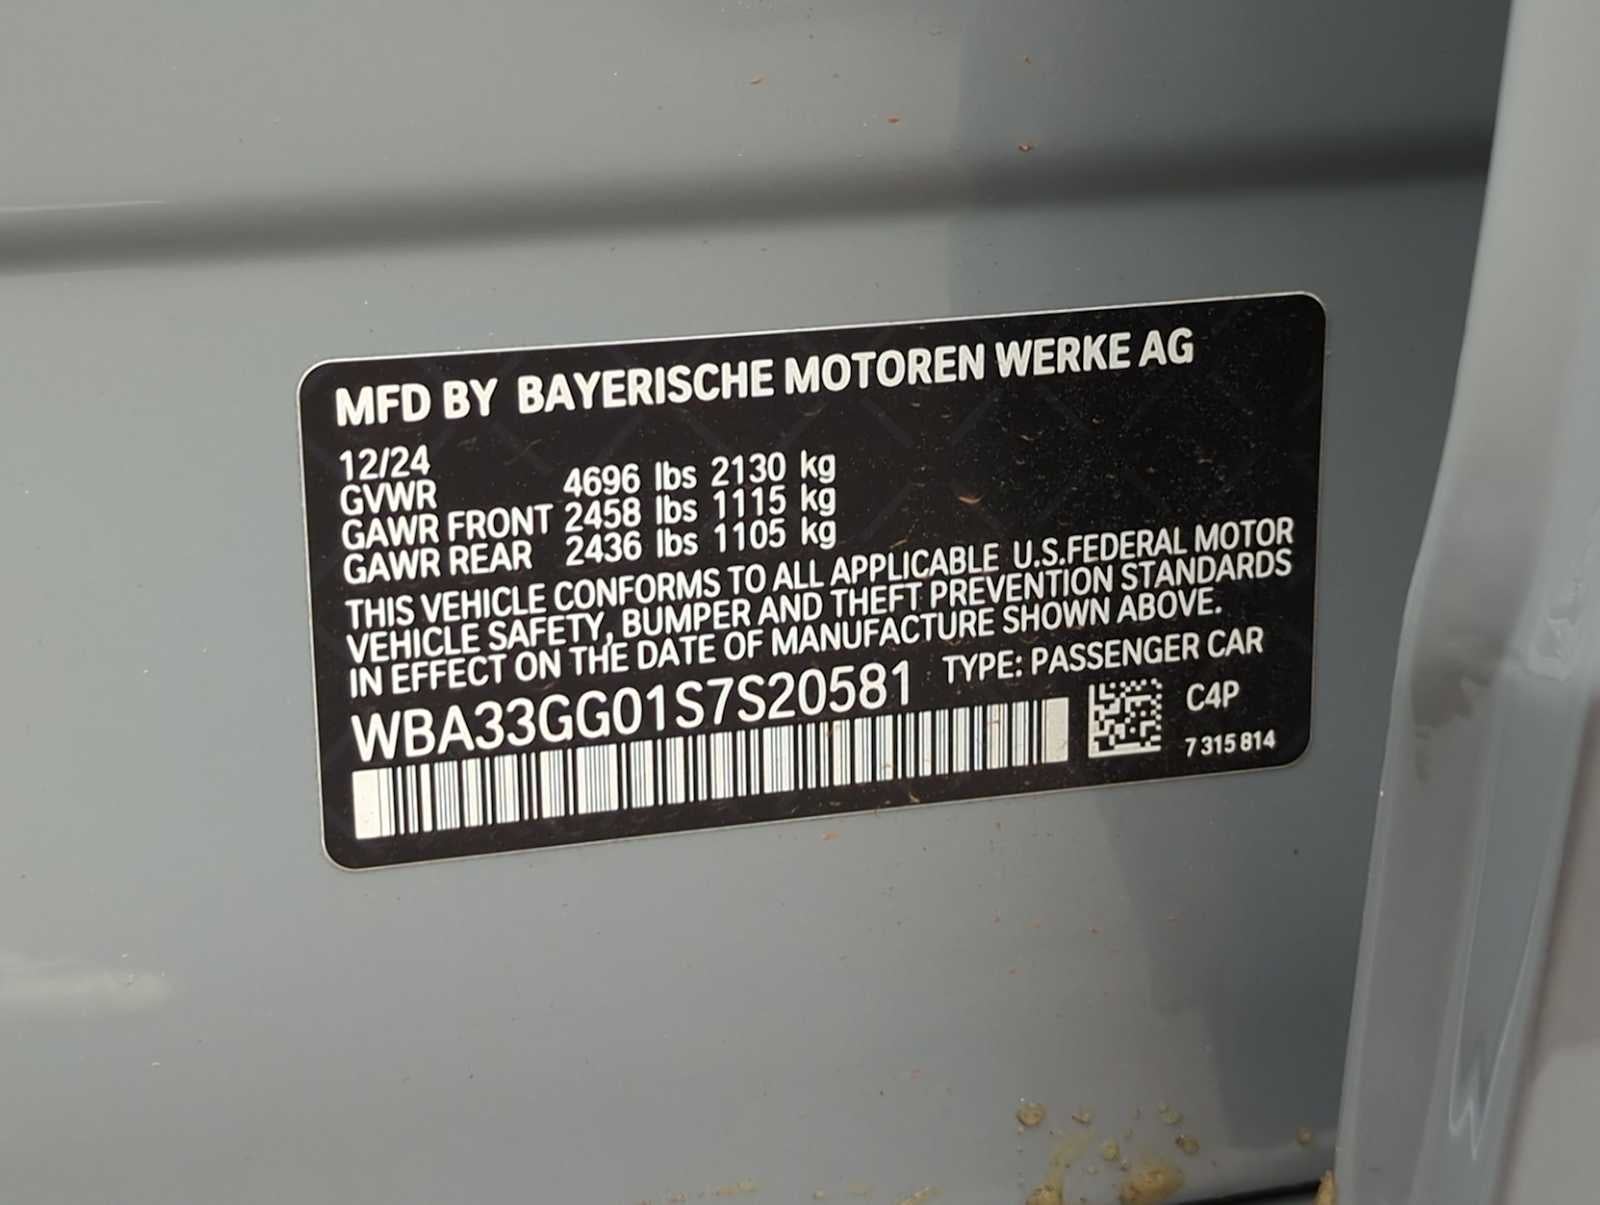 MFD BY BAYERISCHE MOTOREN WERKE AG
12/24
GVWR 4696 lbs 2130 kg
GAWR FRONT 2458 lbs 1115 kg
GAWR REAR 2436 lbs 1105 kg
THIS VEHICLE CONFORMS TO ALL APPLICABLE U.S.FEDERAL MOTOR
VEHICLE SAFETY, BUMPER AND THEFT PREVENTION STANDARDS
IN EFFECT ON THE DATE OF MANUFACTURE SHOWN ABOVE.
WBA33GG01S7S20581 TYPE: PASSENGER CAR
C4P
7 315 814